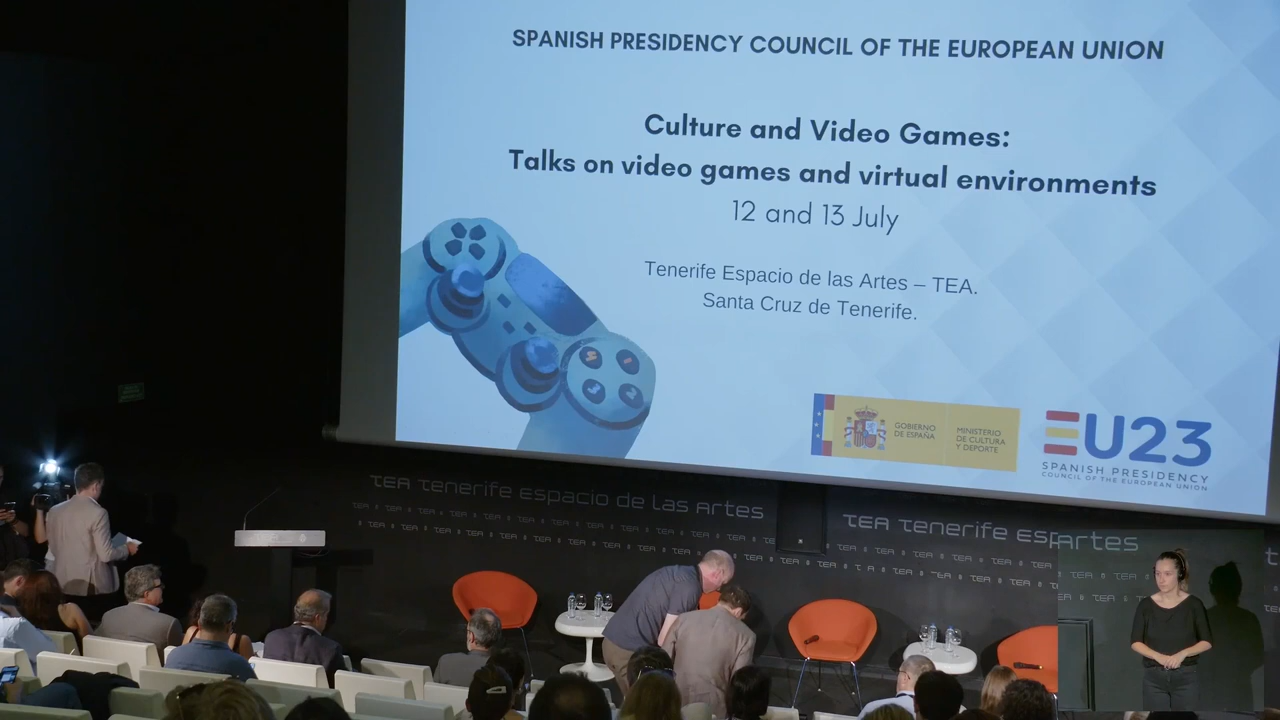 SPANISH PRESIDENCY COUNCIL OF THE EUROPEAN UNION
Culture and Video Games:
Talks on video games and virtual environments
12 and 13 July
Tenerife Espacio de las Artes – TEA.
Santa Cruz de Tenerife.
GOBIERNO
DE ESPAÑA
MINISTERIO
DE CULTURA
Y DEPORTE
EU23
SPANISH PRESIDENCY
COUNCIL OF THE EUROPEAN UNION
TEA Tenerife espacio de las artes
TEA Tenerife esp
artes